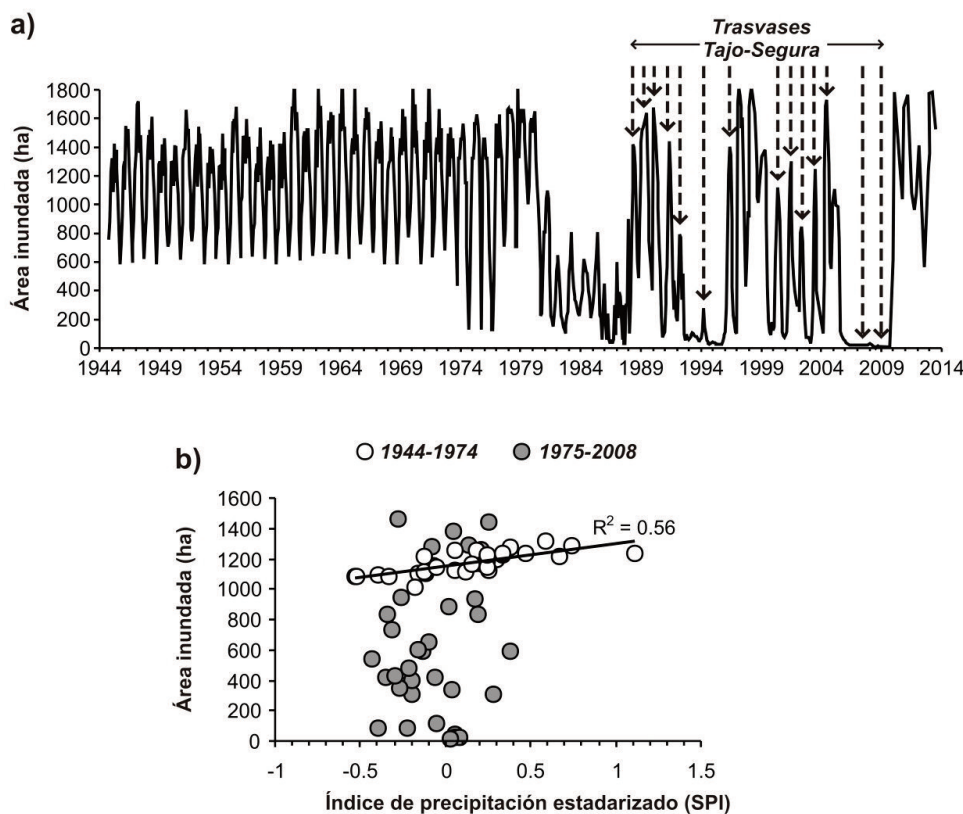 a)
Trasvases
Tajo-Segura
Área inundada (ha)
1800
1600
1400
1200
1000
800
600
400
200
0
1944 1949 1954 1959 1964 1969 1974 1979 1984 1989 1994 1999 2004 2009 2014
b)
1944-1974 1975-2008
Área inundada (ha)
1600
1400
1200
1000
800
600
400
200
0
R² = 0.56
-1 -0.5 0 0.5 1 1.5
Índice de precipitación estadarizado (SPI)